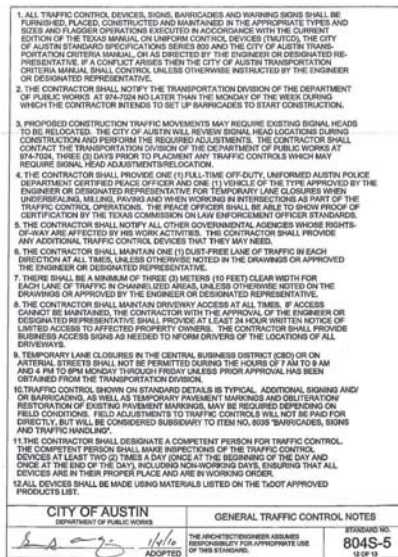 1. ALL TRAFFIC CONTROL DEVICES, SIGNS, BARRICADES AND WARNING SIGNS SHALL BE
FURNISHED, PLACED, CONSTRUCTED AND MAINTAINED IN THE APPROPRIATE TYPES AND
SIZES AND FLAGGER OPERATIONS EXECUTED IN ACCORDANCE WITH THE CURRENT
EDITION OF THE TEXAS MANUAL ON UNIFORM CONTROL DEVICES (TMUTCD), THE CITY
OF AUSTIN STANDARD SPECIFICATIONS SERIES 800 AND THE CITY OF AUSTIN TRANS-
PORTATION CRITERIA MANUAL, OR AS DIRECTED BY THE ENGINEER OR DESIGNATED RE-
PRESENTATIVE. IF A CONFLICT ARISES THEN THE CITY OF AUSTIN TRANSPORTATION
CRITERIA MANUAL SHALL CONTROL UNLESS OTHERWISE INSTRUCTED BY THE ENGINEER
OR DESIGNATED REPRESENTATIVE.
2. THE CONTRACTOR SHALL NOTIFY THE TRANSPORTATION DIVISION OF THE DEPARTMENT
OF PUBLIC WORKS AT 974-7024 NO LATER THAN THE MONDAY OF THE WEEK DURING
WHICH THE CONTRACTOR INTENDS TO SET UP BARRICADES TO START CONSTRUCTION.
3. PROPOSED CONSTRUCTION TRAFFIC MOVEMENTS MAY REQUIRE EXISTING SIGNAL HEADS
TO BE RELOCATED. THE CITY OF AUSTIN WILL REVIEW SIGNAL HEAD LOCATIONS DURING
CONSTRUCTION AND PERFORM THE REQUIRED ADJUSTMENTS. THE CONTRACTOR SHALL
CONTACT THE TRANSPORTATION DIVISION OF THE DEPARTMENT OF PUBLIC WORKS AT
974-7024, THREE (3) DAYS PRIOR TO PLACMENT ANY TRAFFIC CONTROLS WHICH MAY
REQUIRE SIGNAL HEAD ADJUSTMENTS/RELOCATION.
4. THE CONTRACTOR SHALL PROVIDE ONE (1) FULL-TIME OFF-DUTY, UNIFORMED AUSTIN POLICE
DEPARTMENT CERTIFIED PEACE OFFICER AND ONE (1) VEHICLE OF THE TYPE APPROVED BY THE
ENGINEER OR DESIGNATED REPRESENTATIVE FOR TEMPORARY LANE CLOSURES WHEN
UNDERSEALING, MILLING, PAVING AND WHEN WORKING IN INTERSECTIONS AS PART OF THE
TRAFFIC CONTROL OPERATIONS. THE PEACE OFFICER SHALL BE ABLE TO SHOW PROOF OF
CERTIFICATION BY THE TEXAS COMMISSION ON LAW ENFORCEMENT OFFICER STANDARDS.
5. THE CONTRACTOR SHALL NOTIFY ALL OTHER GOVERNMENTAL AGENCIES WHOSE RIGHTS-
OF-WAY ARE AFFECTED BY HIS WORK ACTIVITIES. THE CONTRACTOR SHALL PROVIDE
ANY ADDITIONAL TRAFFIC CONTROL DEVICES THAT THEY MAY NEED.
6. THE CONTRACTOR SHALL MAINTAIN ONE (1) DUST-FREE LANE OF TRAFFIC IN EACH
DIRECTION AT ALL TIMES, UNLESS OTHERWISE NOTED IN THE DRAWINGS OR APPROVED
THE ENGINEER OR DESIGNATED REPRESENTATIVE.
7. THERE SHALL BE A MINIMUM OF THREE (3) METERS (10 FEET) CLEAR WIDTH FOR
EACH LANE OF TRAFFIC IN CHANNELIZED AREAS, UNLESS OTHERWISE NOTED ON THE
DRAWINGS OR APPROVED BY THE ENGINEER OR DESIGNATED REPRESENTATIVE.
8. THE CONTRACTOR SHALL MAINTAIN DRIVEWAY ACCESS AT ALL TIMES. IF ACCESS
CANNOT BE MAINTAINED, THE CONTRACTOR WITH THE APPROVAL OF THE ENGINEER OR
DESIGNATED REPRESENTATIVE SHALL PROVIDE AT LEAST 24 HOUR WRITTEN NOTICE OF
LIMITED ACCESS TO AFFECTED PROPERTY OWNERS. THE CONTRACTOR SHALL PROVIDE
BUSINESS ACCESS SIGNS AS NEEDED TO NFORM DRIVERS OF THE LOCATIONS OF ALL
DRIVEWAYS.
9. TEMPORARY LANE CLOSURES IN THE CENTRAL BUSINESS DISTRICT (CBD) OR ON
ARTERIAL STREETS SHALL NOT BE PERMITTED DURING THE HOURS OF 7 AM TO 9 AM
AND 4 PM TO 6PM MONDAY THROUGH FRIDAY UNLESS PRIOR APPROVAL HAS BEEN
OBTAINED FROM THE TRANSPORTATION DIVISION.
10.TRAFFIC CONTROL SHOWN ON STANDARD DETAILS IS TYPICAL. ADDITIONAL SIGNING AND/
OR BARRICADING, AS WELL AS TEMPORARY PAVEMENT MARKINGS AND OBLITERATION/
RESTORATION OF EXISTING PAVEMENT MARKINGS, MAY BE REQUIRED DEPENDING ON
FIELD CONDITIONS. FIELD ADJUSTMENTS TO TRAFFIC CONTROLS WILL NOT BE PAID FOR
DIRECTLY, BUT WILL BE CONSIDERED SUBSIDIARY TO ITEM NO. 803S "BARRICADES, SIGNS
AND TRAFFIC HANDLING".
11.THE CONTRACTOR SHALL DESIGNATE A COMPETENT PERSON FOR TRAFFIC CONTROL.
THE COMPETENT PERSON SHALL MAKE INSPECTIONS OF THE TRAFFIC CONTROL
DEVICES AT LEAST TWO (2) TIMES A DAY (ONCE AT THE BEGINNING OF THE DAY AND
ONCE AT THE END OF THE DAY), INCLUDING NON-WORKING DAYS, ENSURING THAT ALL
DEVICES ARE IN THEIR PROPER PLACE AND ARE IN WORKING ORDER.
12.ALL DEVICES SHALL BE MADE USING MATERIALS LISTED ON THE TxDOT APPROVED
PRODUCTS LIST.
CITY OF AUSTIN
DEPARTMENT OF PUBLIC WORKS
GENERAL TRAFFIC CONTROL NOTES
ADOPTED
THE ARCHITECT/ENGINEER ASSUMES
RESPONSIBILITY FOR APPROPRIATE USE
OF THIS STANDARD.
STANDARD NO.
804S-5
12 OF 13